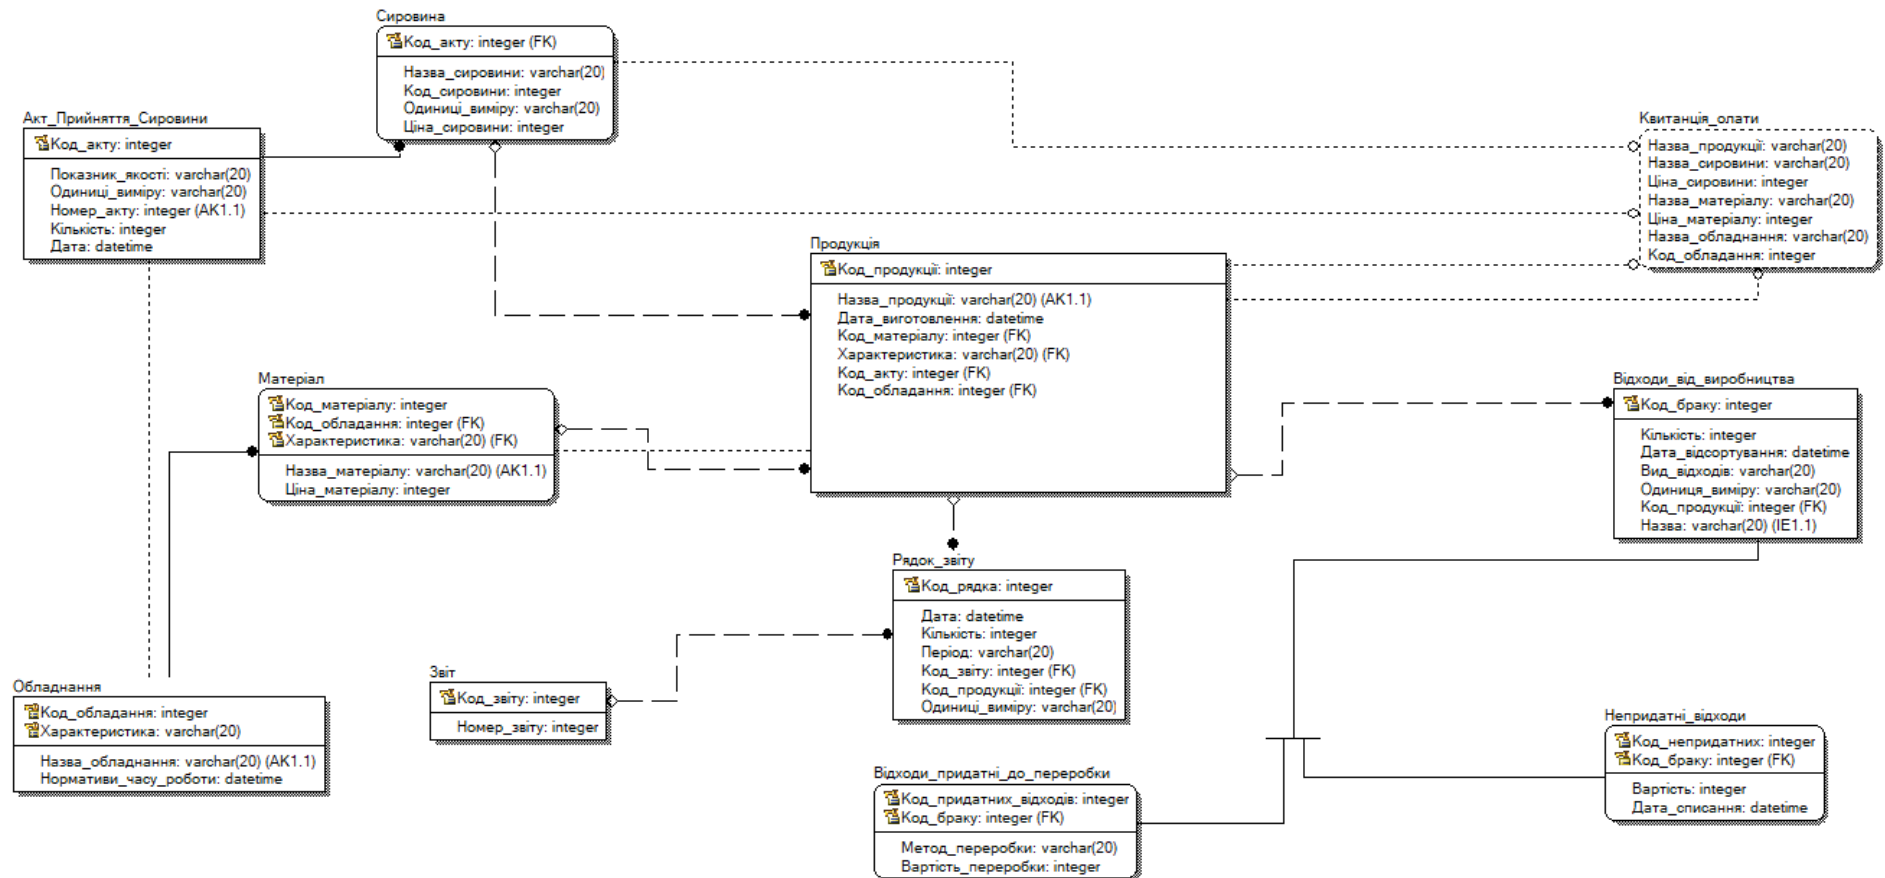 Сировина
Код_акту: integer (FK)
Назва_сировини: varchar(20)
Код_сировини: integer
Одиниці_виміру: varchar(20)
Ціна_сировини: integer
Акт_Прийняття_Сировини
Код_акту: integer
Показник_якості: varchar(20)
Одиниці_виміру: varchar(20)
Номер_акту: integer (AK1.1)
Кількість: integer
Дата: datetime
Квитанція_олати
Назва_продукції: varchar(20)
Назва_сировини: varchar(20)
Ціна_сировини: integer
Назва_матеріалу: varchar(20)
Ціна_матеріалу: integer
Назва_обладнання: varchar(20)
Код_обладання: integer
Продукція
Код_продукції: integer
Назва_продукції: varchar(20) (AK1.1)
Дата_виготовлення: datetime
Код_матеріалу: integer (FK)
Характеристика: varchar(20) (FK)
Код_акту: integer (FK)
Код_обладання: integer (FK)
Матеріал
Код_матеріалу: integer
Код_обладання: integer (FK)
Характеристика: varchar(20) (FK)
Назва_матеріалу: varchar(20) (AK1.1)
Ціна_матеріалу: integer
Відходи_від_виробництва
Код_браку: integer
Кількість: integer
Дата_відсортування: datetime
Вид_відходів: varchar(20)
Одиниця_виміру: varchar(20)
Код_продукції: integer (FK)
Назва: varchar(20) (IE1.1)
Рядок_звіту
Код_рядка: integer
Дата: datetime
Кількість: integer
Період: varchar(20)
Код_звіту: integer (FK)
Код_продукції: integer (FK)
Одиниці_виміру: varchar(20)
Звіт
Код_звіту: integer
Номер_звіту: integer
Обладнання
Код_обладання: integer
Характеристика: varchar(20)
Назва_обладнання: varchar(20) (AK1.1)
Нормативи_часу_роботи: datetime
Непридатні_відходи
Код_непридатних: integer
Код_браку: integer (FK)
Вартість: integer
Дата_списання: datetime
Відходи_придатні_до_переробки
Код_придатних_відходів: integer
Код_браку: integer (FK)
Метод_переробки: varchar(20)
Вартість_переробки: integer